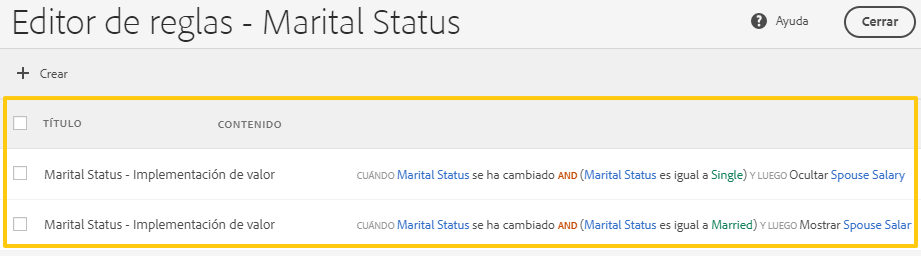 Editor de reglas - Marital Status
? Ayuda
Cerrar
+ Crear
TÍTULO CONTENIDO
Marital Status - Implementación de valor CUÁNDO Marital Status se ha cambiado AND (Marital Status es igual a Single) Y LUEGO Ocultar Spouse Salary
Marital Status - Implementación de valor CUÁNDO Marital Status se ha cambiado AND (Marital Status es igual a Married) Y LUEGO Mostrar Spouse Salar